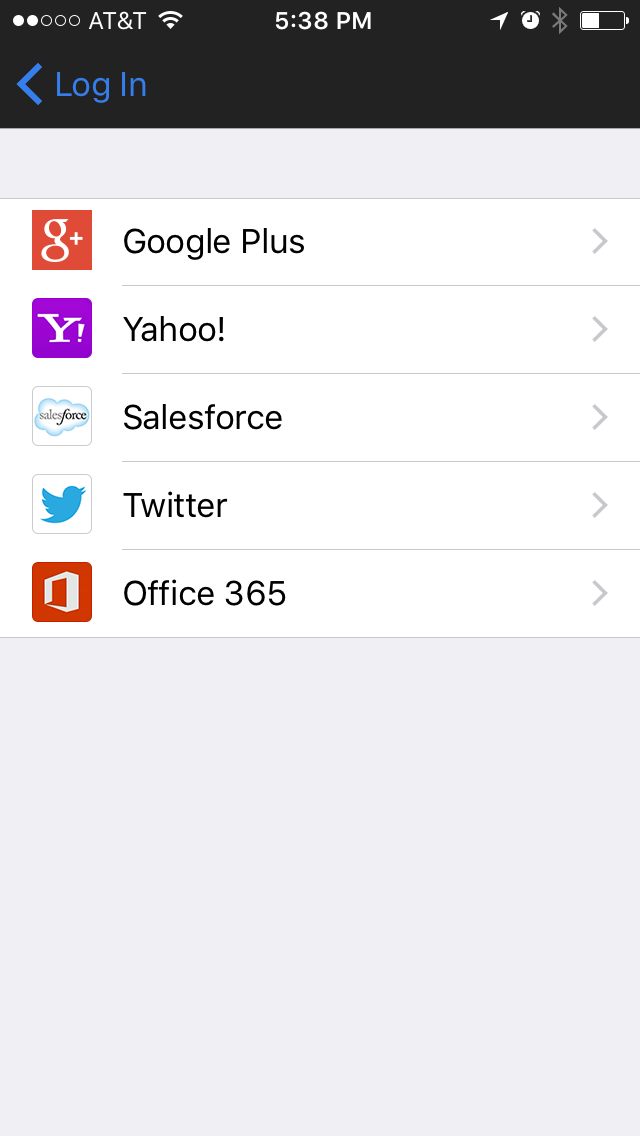 AT&T 5:38 PM
Log In
g+ Google Plus
Y! Yahoo!
salesforce Salesforce
Twitter
Office 365